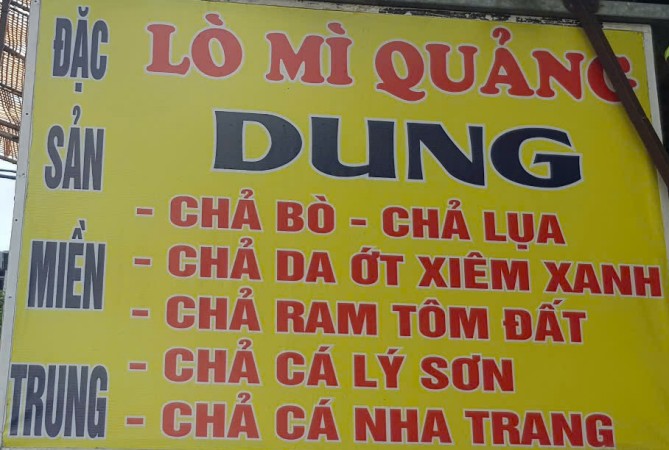 ĐẶC
SẢN
MIỀN
TRUNG
LÒ MÌ QUẢNG
DUNG
- CHẢ BÒ - CHẢ LỤA
- CHẢ DA ỚT XIÊM XANH
- CHẢ RAM TÔM ĐẤT
- CHẢ CÁ LÝ SƠN
- CHẢ CÁ NHA TRANG